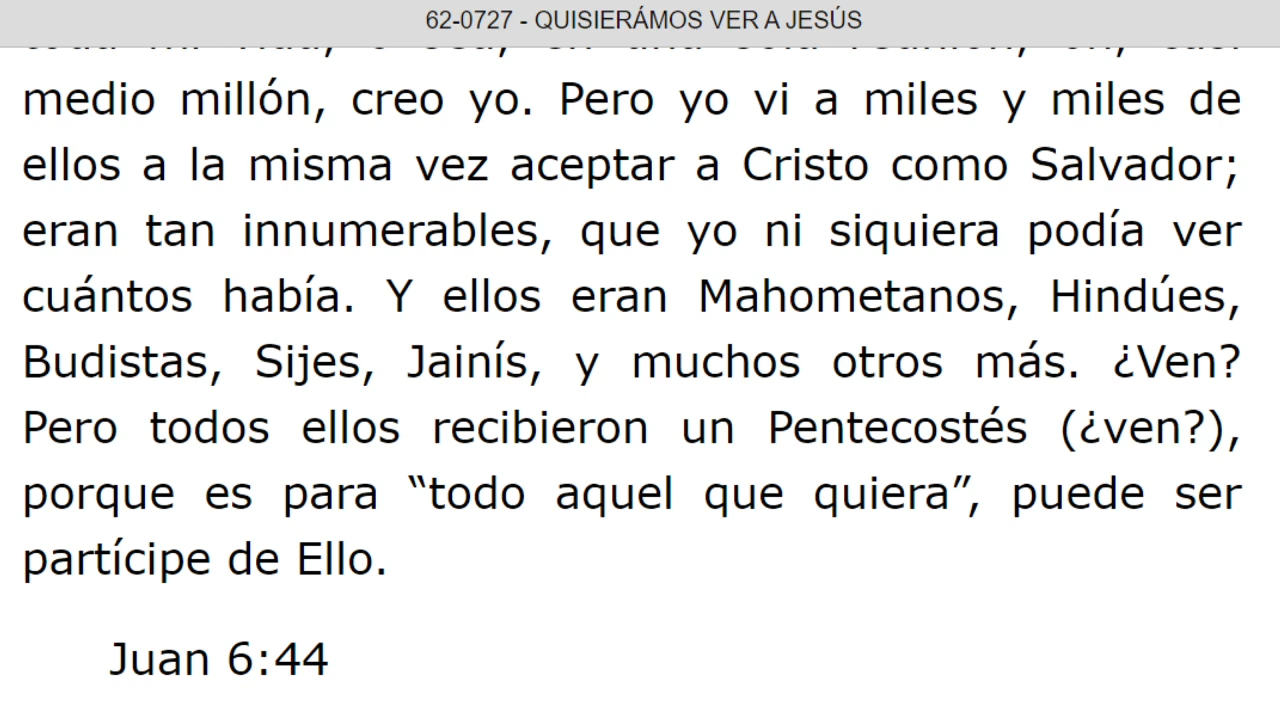 62-0727 - QUISIERÁMOS VER A JESÚS
medio millón, creo yo. Pero yo vi a miles y miles de
ellos a la misma vez aceptar a Cristo como Salvador;
eran tan innumerables, que yo ni siquiera podía ver
cuántos había. Y ellos eran Mahometanos, Hindúes,
Budistas, Sijes, Jainís, y muchos otros más. ¿Ven?
Pero todos ellos recibieron un Pentecostés (¿ven?),
porque es para “todo aquel que quiera”, puede ser
partícipe de Ello.
Juan 6:44